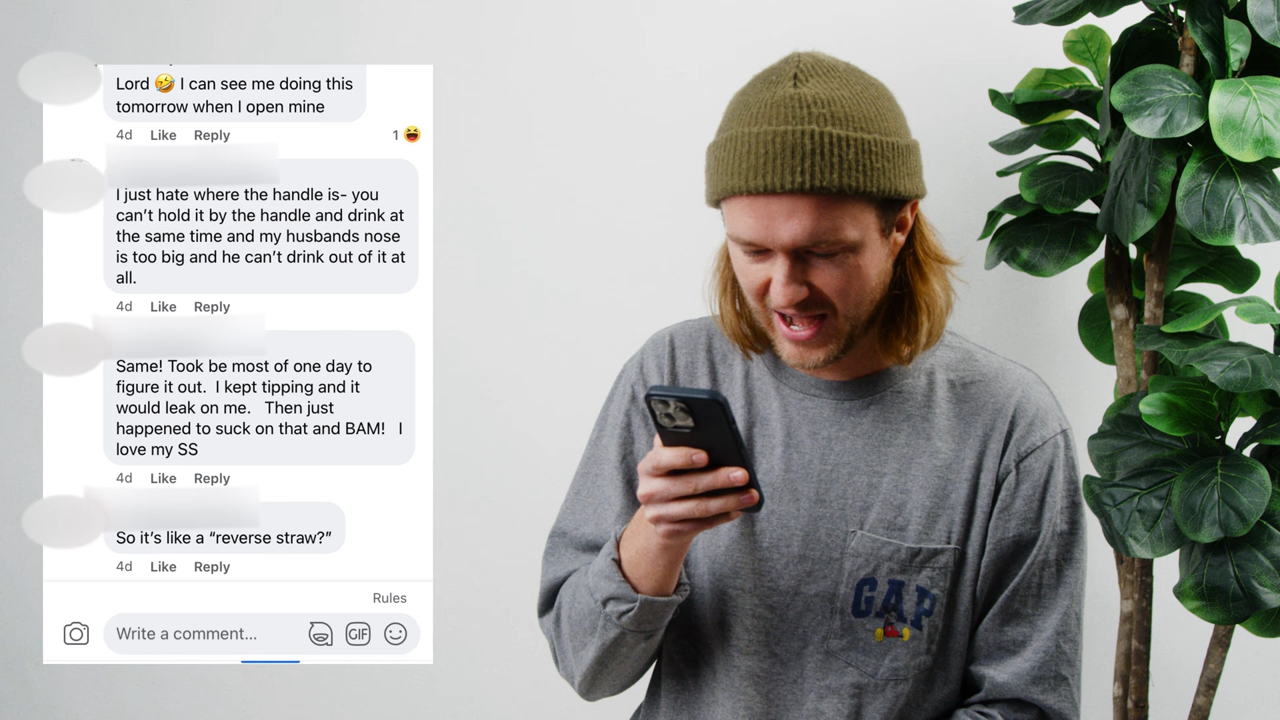 Lord 🤣 I can see me doing this
tomorrow when I open mine
4d Like Reply 1
I just hate where the handle is- you
can't hold it by the handle and drink at
the same time and my husbands nose
is too big and he can't drink out of it at
all.
4d Like Reply
Same! Took be most of one day to
figure it out. I kept tipping and it
would leak on me. Then just
happened to suck on that and BAM! I
love my SS
4d Like Reply
So it's like a “reverse straw?”
4d Like Reply
Rules
Write a comment... GIF
GAP